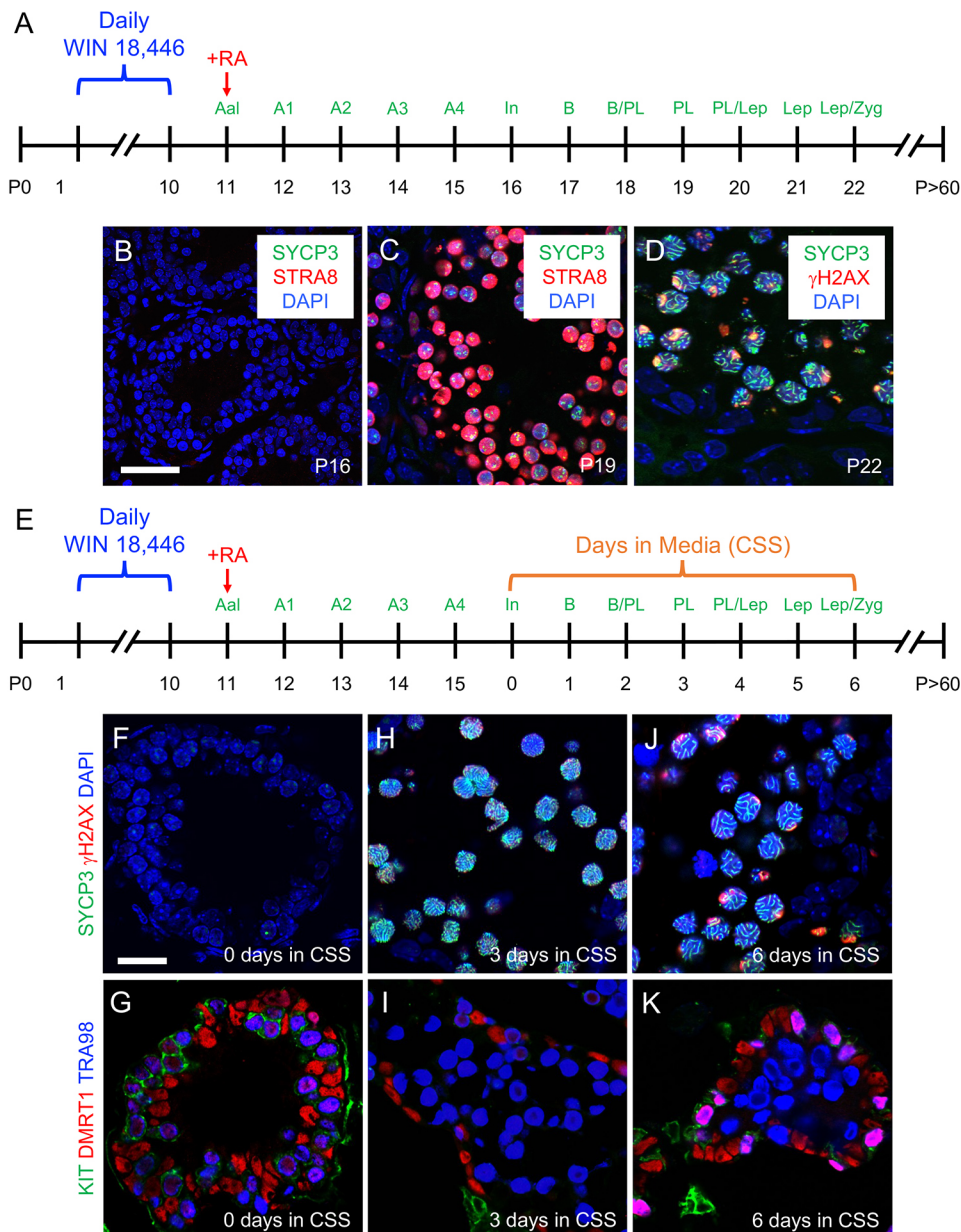 A
Daily
WIN 18,446
+RA
Aal A1 A2 A3 A4 In B B/PL PL PL/Lep Lep Lep/Zyg
P0 1 10 11 12 13 14 15 16 17 18 19 20 21 22 P>60
B
SYCP3
STRA8
DAPI
P16
C
SYCP3
STRA8
DAPI
P19
D
SYCP3
γH2AX
DAPI
P22
E
Daily
WIN 18,446
+RA
Days in Media (CSS)
Aal A1 A2 A3 A4 In B B/PL PL PL/Lep Lep Lep/Zyg
P0 1 10 11 12 13 14 15 0 1 2 3 4 5 6 P>60
SYCP3 γH2AX DAPI
F
0 days in CSS
H
3 days in CSS
J
6 days in CSS
KIT DMRT1 TRA98
G
0 days in CSS
I
3 days in CSS
K
6 days in CSS